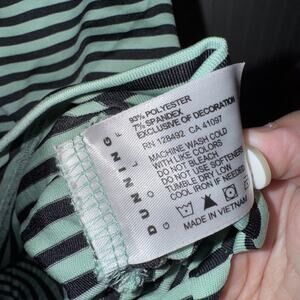 DUNNING
GOLF
93% POLYESTER
7% SPANDEX
EXCLUSIVE OF DECORATION
RN 128492 CA 41097
MACHINE WASH COLD
WITH LIKE COLORS
DO NOT BLEACH
DO NOT USE SOFTENERS
TUMBLE DRY LOW
COOL IRON IF NEEDED
MADE IN VIETNAM